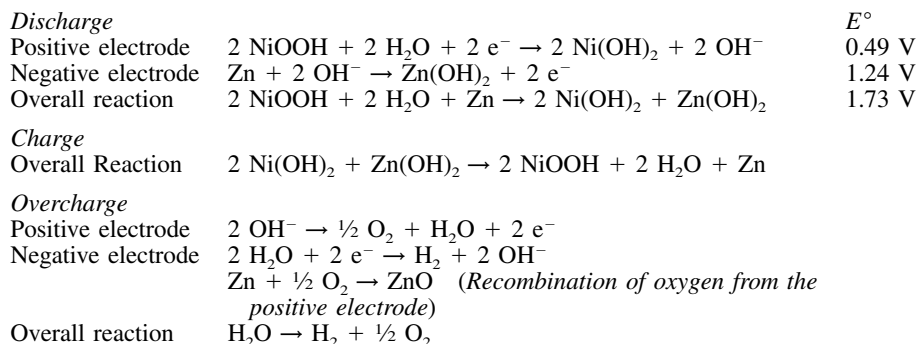 Discharge E°
Positive electrode 2 NiOOH + 2 H₂O + 2 e⁻ → 2 Ni(OH)₂ + 2 OH⁻ 0.49 V
Negative electrode Zn + 2 OH⁻ → Zn(OH)₂ + 2 e⁻ 1.24 V
Overall reaction 2 NiOOH + 2 H₂O + Zn → 2 Ni(OH)₂ + Zn(OH)₂ 1.73 V
Charge
Overall Reaction 2 Ni(OH)₂ + Zn(OH)₂ → 2 NiOOH + 2 H₂O + Zn
Overcharge
Positive electrode 2 OH⁻ → ½ O₂ + H₂O + 2 e⁻
Negative electrode 2 H₂O + 2 e⁻ → H₂ + 2 OH⁻
Zn + ½ O₂ → ZnO (Recombination of oxygen from the
positive electrode)
Overall reaction H₂O → H₂ + ½ O₂